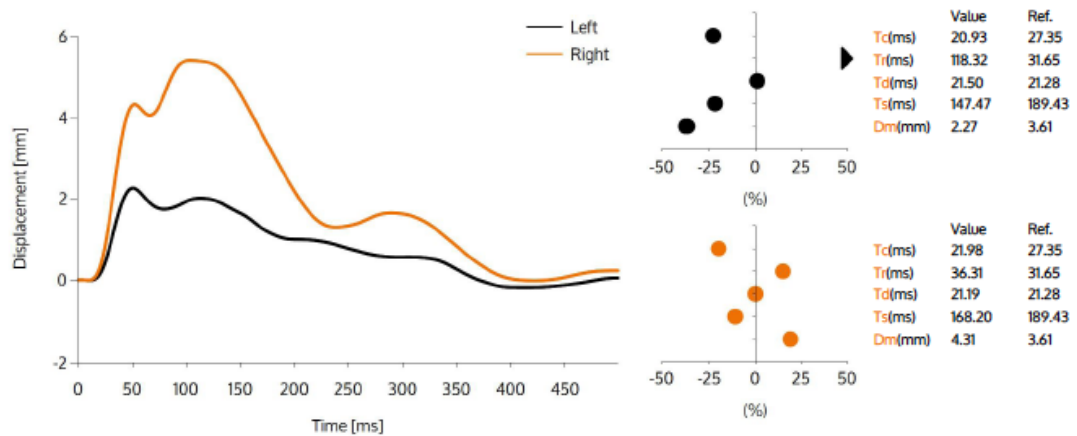 Left
Right
6
4
2
0
-2
Displacement [mm]
0 50 100 150 200 250 300 350 400 450
Time [ms]
Value Ref.
Tc(ms) 20.93 27.35
Tr(ms) 118.32 31.65
Td(ms) 21.50 21.28
Ts(ms) 147.47 189.43
Dm(mm) 2.27 3.61
-50 -25 0 25 50
(%)
Value Ref.
Tc(ms) 21.98 27.35
Tr(ms) 36.31 31.65
Td(ms) 21.19 21.28
Ts(ms) 168.20 189.43
Dm(mm) 4.31 3.61
-50 -25 0 25 50
(%)